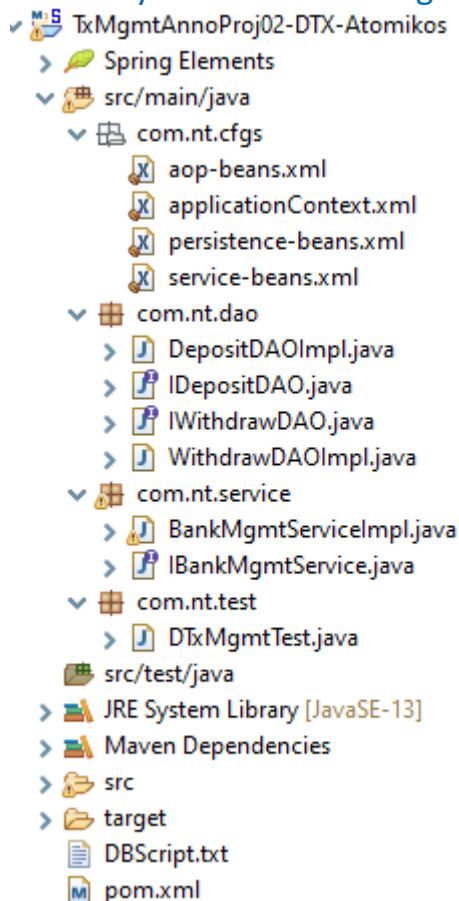 TxMgmtAnnoProj02-DTX-Atomikos
Spring Elements
src/main/java
com.nt.cfgs
aop-beans.xml
applicationContext.xml
persistence-beans.xml
service-beans.xml
com.nt.dao
DepositDAOImpl.java
IDepositDAO.java
IWithdrawDAO.java
WithdrawDAOImpl.java
com.nt.service
BankMgmtServiceImpl.java
IBankMgmtService.java
com.nt.test
DTxMgmtTest.java
src/test/java
JRE System Library [JavaSE-13]
Maven Dependencies
src
target
DBScript.txt
pom.xml